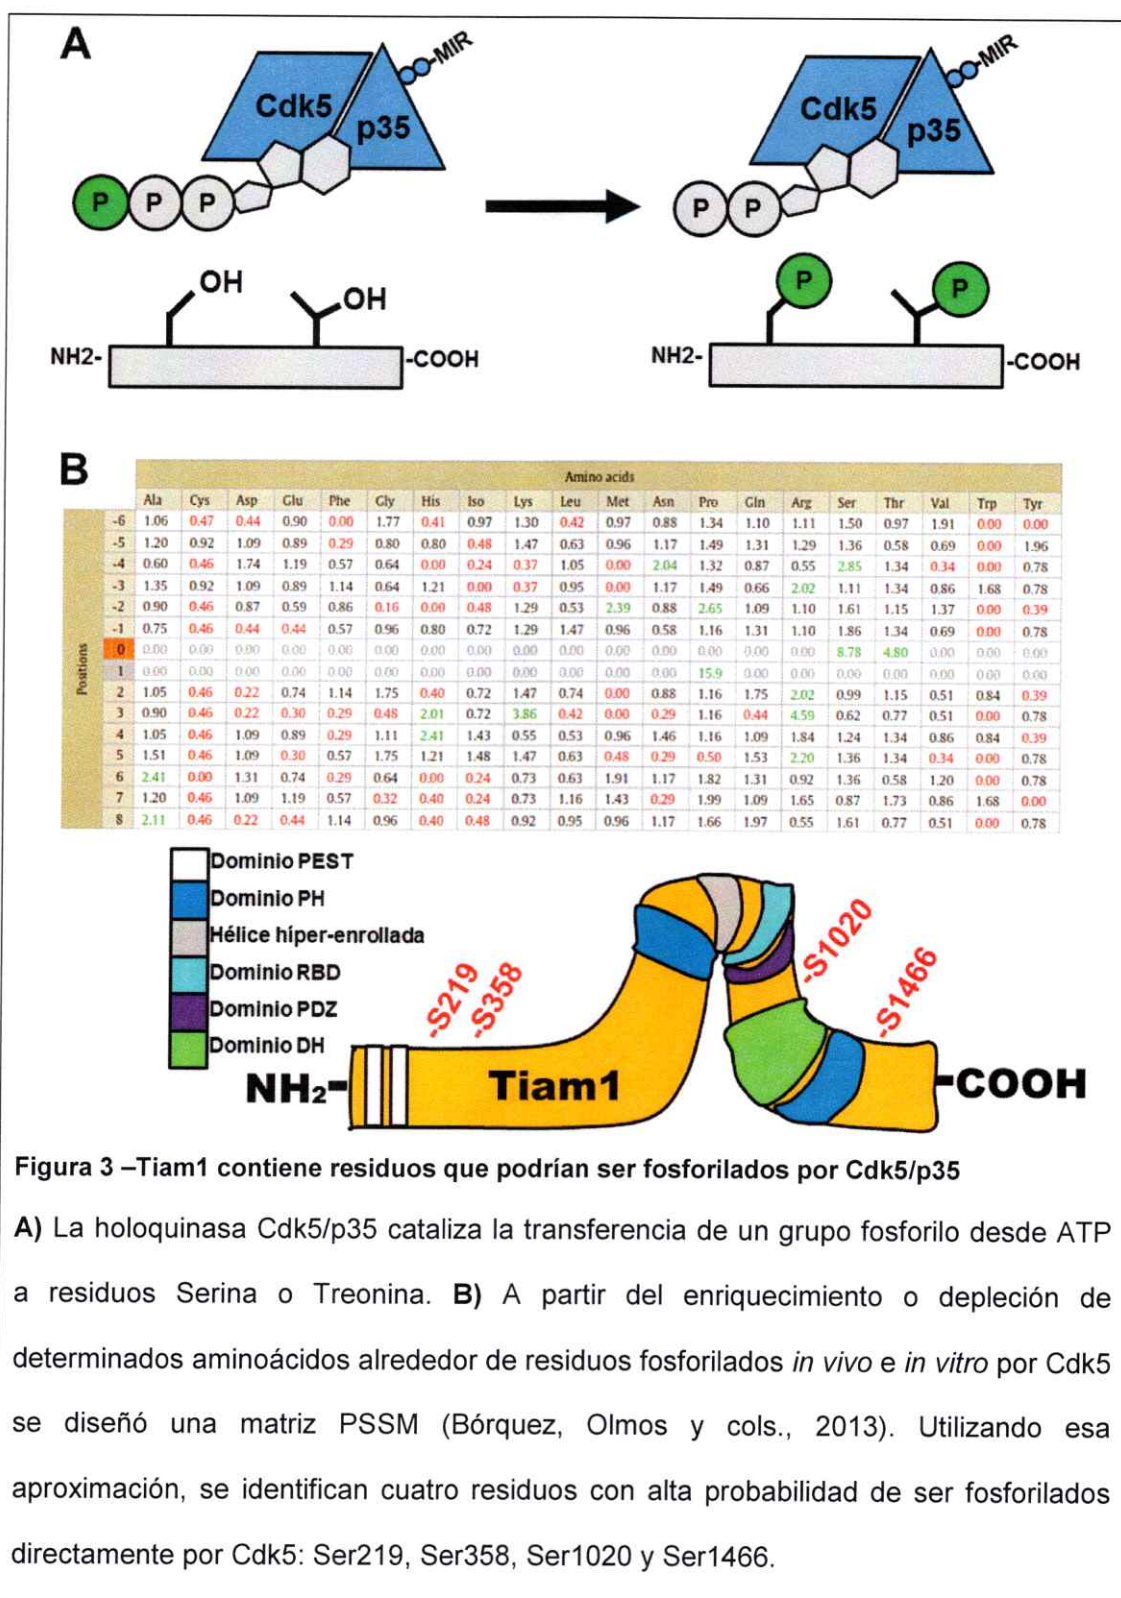 A
Cdk5
p35
MIR
P P P
OH
OH
NH2-
-COOH
Cdk5
p35
MIR
P P
P
P
NH2-
-COOH
B
Amino acids
Ala Cys Asp Glu Phe Gly His Iso Lys Leu Met Asn Pro Gln Arg Ser Thr Val Trp Tyr
Positions
-6 1.06 0.47 0.44 0.90 0.00 1.77 0.41 0.97 1.30 0.42 0.97 0.88 1.34 1.10 1.11 1.50 0.97 1.91 0.00 0.00
-5 1.20 0.92 1.09 0.89 0.29 0.80 0.80 0.48 1.47 0.63 0.96 1.17 1.49 1.31 1.29 1.36 0.58 0.69 0.00 1.96
-4 0.60 0.46 1.74 1.19 0.57 0.64 0.00 0.24 0.37 1.05 0.00 2.04 1.32 0.87 0.55 2.85 1.34 0.34 0.00 0.78
-3 1.35 0.92 1.09 0.89 1.14 0.64 1.21 0.00 0.37 0.95 0.00 1.17 1.49 0.66 2.02 1.11 1.34 0.86 1.68 0.78
-2 0.90 0.46 0.87 0.59 0.86 0.16 0.00 0.48 1.29 0.53 2.39 0.88 2.65 1.09 1.10 1.61 1.15 1.37 0.00 0.39
-1 0.75 0.46 0.44 0.44 0.57 0.96 0.80 0.72 1.29 1.47 0.96 0.58 1.16 1.31 1.10 1.86 1.34 0.69 0.00 0.78
0 0.00 0.00 0.00 0.00 0.00 0.00 0.00 0.00 0.00 0.00 0.00 0.00 0.00 0.00 0.00 8.78 4.80 0.00 0.00 0.00
1 0.00 0.00 0.00 0.00 0.00 0.00 0.00 0.00 0.00 0.00 0.00 0.00 15.9 0.00 0.00 0.00 0.00 0.00 0.00 0.00
2 1.05 0.46 0.22 0.74 1.14 1.75 0.40 0.72 1.47 0.74 0.00 0.88 1.16 1.75 2.02 0.99 1.15 0.51 0.84 0.39
3 0.90 0.46 0.22 0.30 0.29 0.48 2.01 0.72 3.86 0.42 0.00 0.29 1.16 0.44 4.59 0.62 0.77 0.51 0.00 0.78
4 1.05 0.46 1.09 0.89 0.29 1.11 2.41 1.43 0.55 0.53 0.96 1.46 1.16 1.09 1.84 1.24 1.34 0.86 0.84 0.39
5 1.51 0.46 1.09 0.30 0.57 1.75 1.21 1.48 1.47 0.63 0.48 0.29 0.50 1.53 2.20 1.36 1.34 0.34 0.00 0.78
6 2.41 0.00 1.31 0.74 0.29 0.64 0.00 0.24 0.73 0.63 1.91 1.17 1.82 1.31 0.92 1.36 0.58 1.20 0.00 0.78
7 1.20 0.46 1.09 1.19 0.57 0.32 0.40 0.24 0.73 1.16 1.43 0.29 1.99 1.09 1.65 0.87 1.73 0.86 1.68 0.00
8 2.11 0.46 0.22 0.44 1.14 0.96 0.40 0.48 0.92 0.95 0.96 1.17 1.66 1.97 0.55 1.61 0.77 0.51 0.00 0.78
Dominio PEST
Dominio PH
Hélice híper-enrollada
Dominio RBD
Dominio PDZ
Dominio DH
-S219
-S358
-S1020
-S1466
NH2-
Tiam1
-COOH
Figura 3 –Tiam1 contiene residuos que podrían ser fosforilados por Cdk5/p35
A) La holoquinasa Cdk5/p35 cataliza la transferencia de un grupo fosforilo desde ATP
a residuos Serina o Treonina. B) A partir del enriquecimiento o depleción de
determinados aminoácidos alrededor de residuos fosforilados in vivo e in vitro por Cdk5
se diseñó una matriz PSSM (Bórquez, Olmos y cols., 2013). Utilizando esa
aproximación, se identifican cuatro residuos con alta probabilidad de ser fosforilados
directamente por Cdk5: Ser219, Ser358, Ser1020 y Ser1466.